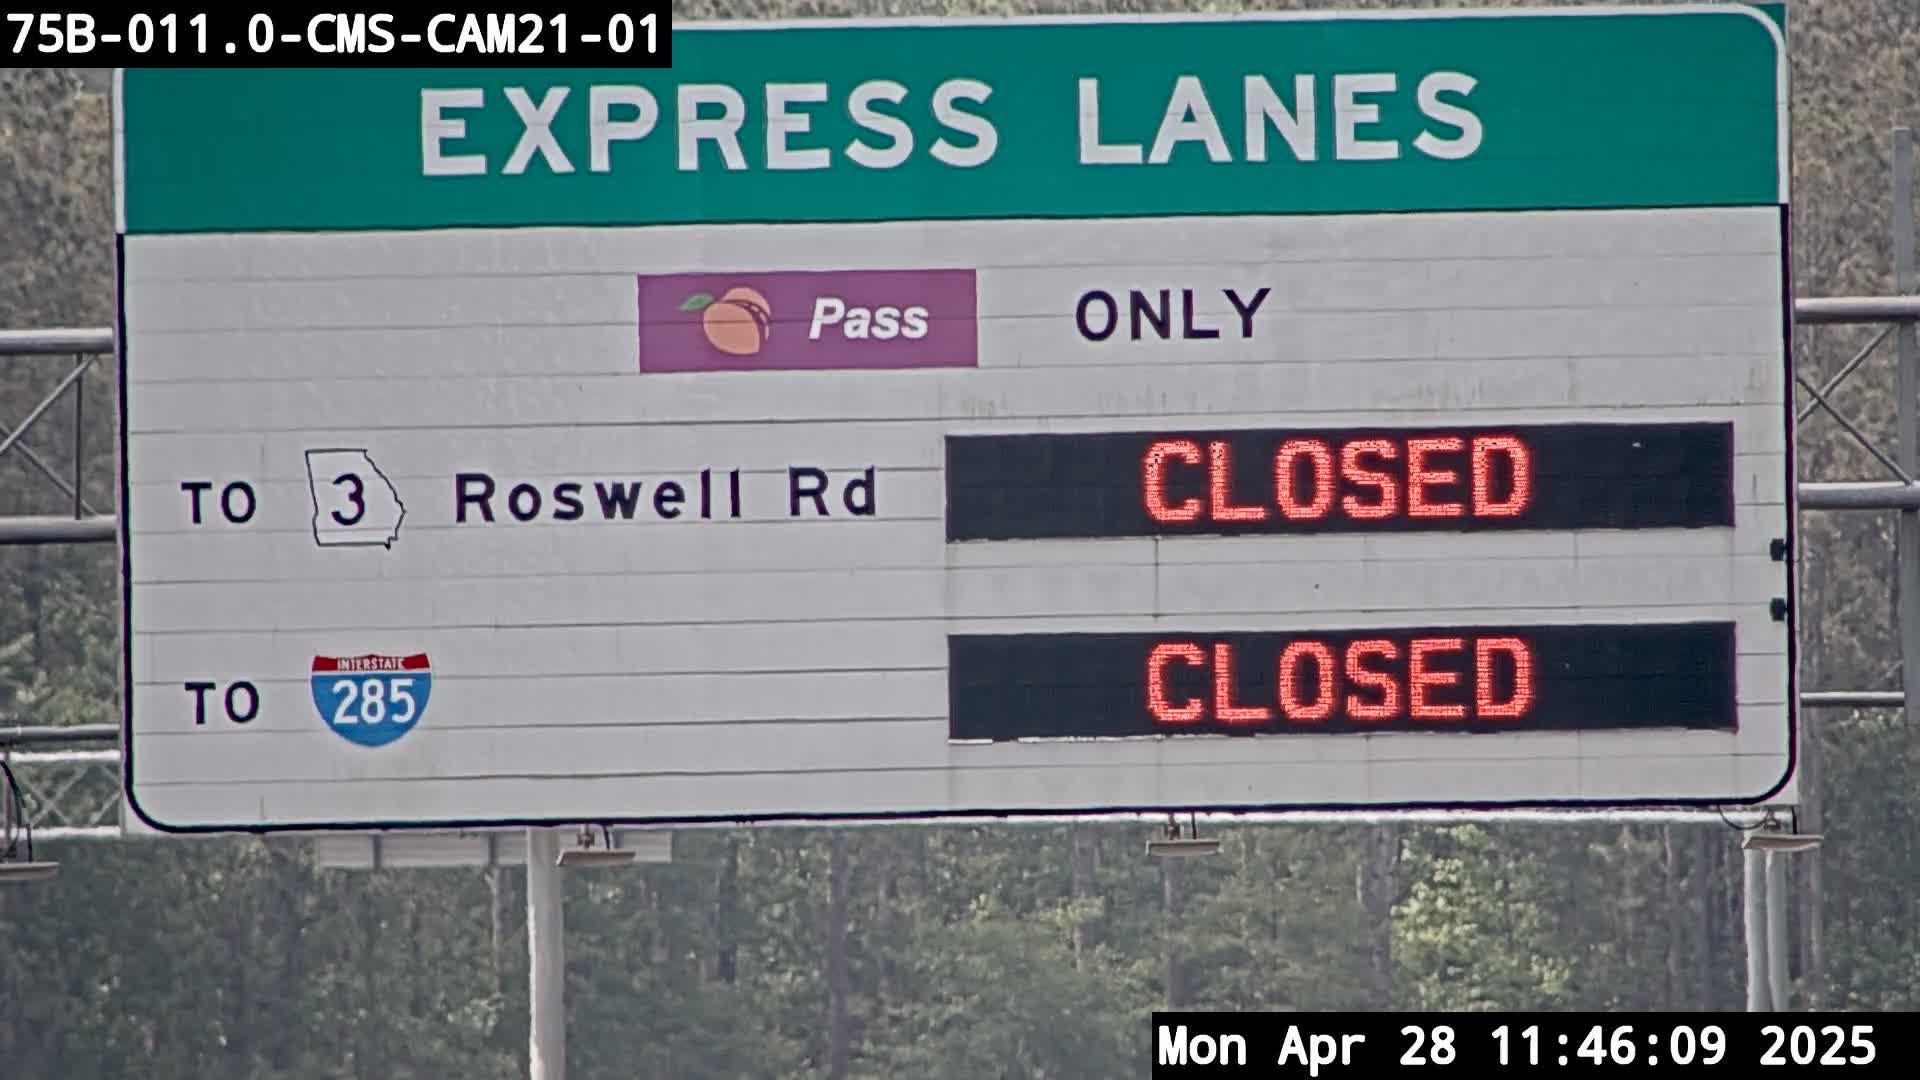 75B-011.0-CMS-CAM21-01
EXPRESS LANES
Pass ONLY
TO 3 Roswell Rd CLOSED
TO INTERSTATE 285 CLOSED
Mon Apr 28 11:46:09 2025